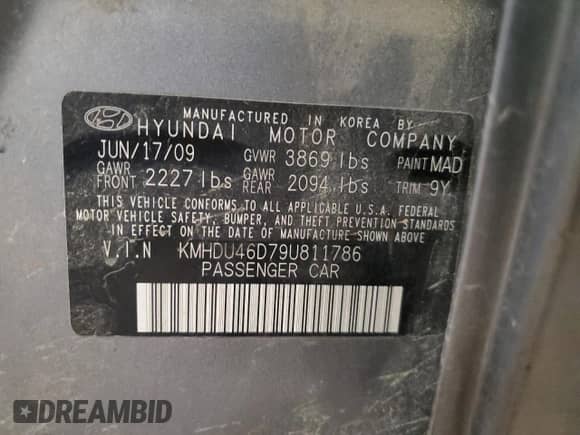 MANUFACTURED IN KOREA BY
HYUNDAI MOTOR COMPANY
JUN/17/09 GVWR 3869 lbs PAINT MAD
GAWR FRONT 2227 lbs GAWR REAR 2094 lbs TRIM 9Y
THIS VEHICLE CONFORMS TO ALL APPLICABLE U.S.A. FEDERAL
MOTOR VEHICLE SAFETY, BUMPER, AND THEFT PREVENTION STANDARDS
IN EFFECT ON THE DATE OF MANUFACTURE SHOWN ABOVE.
V.I.N KMHDU46D79U811786
PASSENGER CAR
DREAMBID